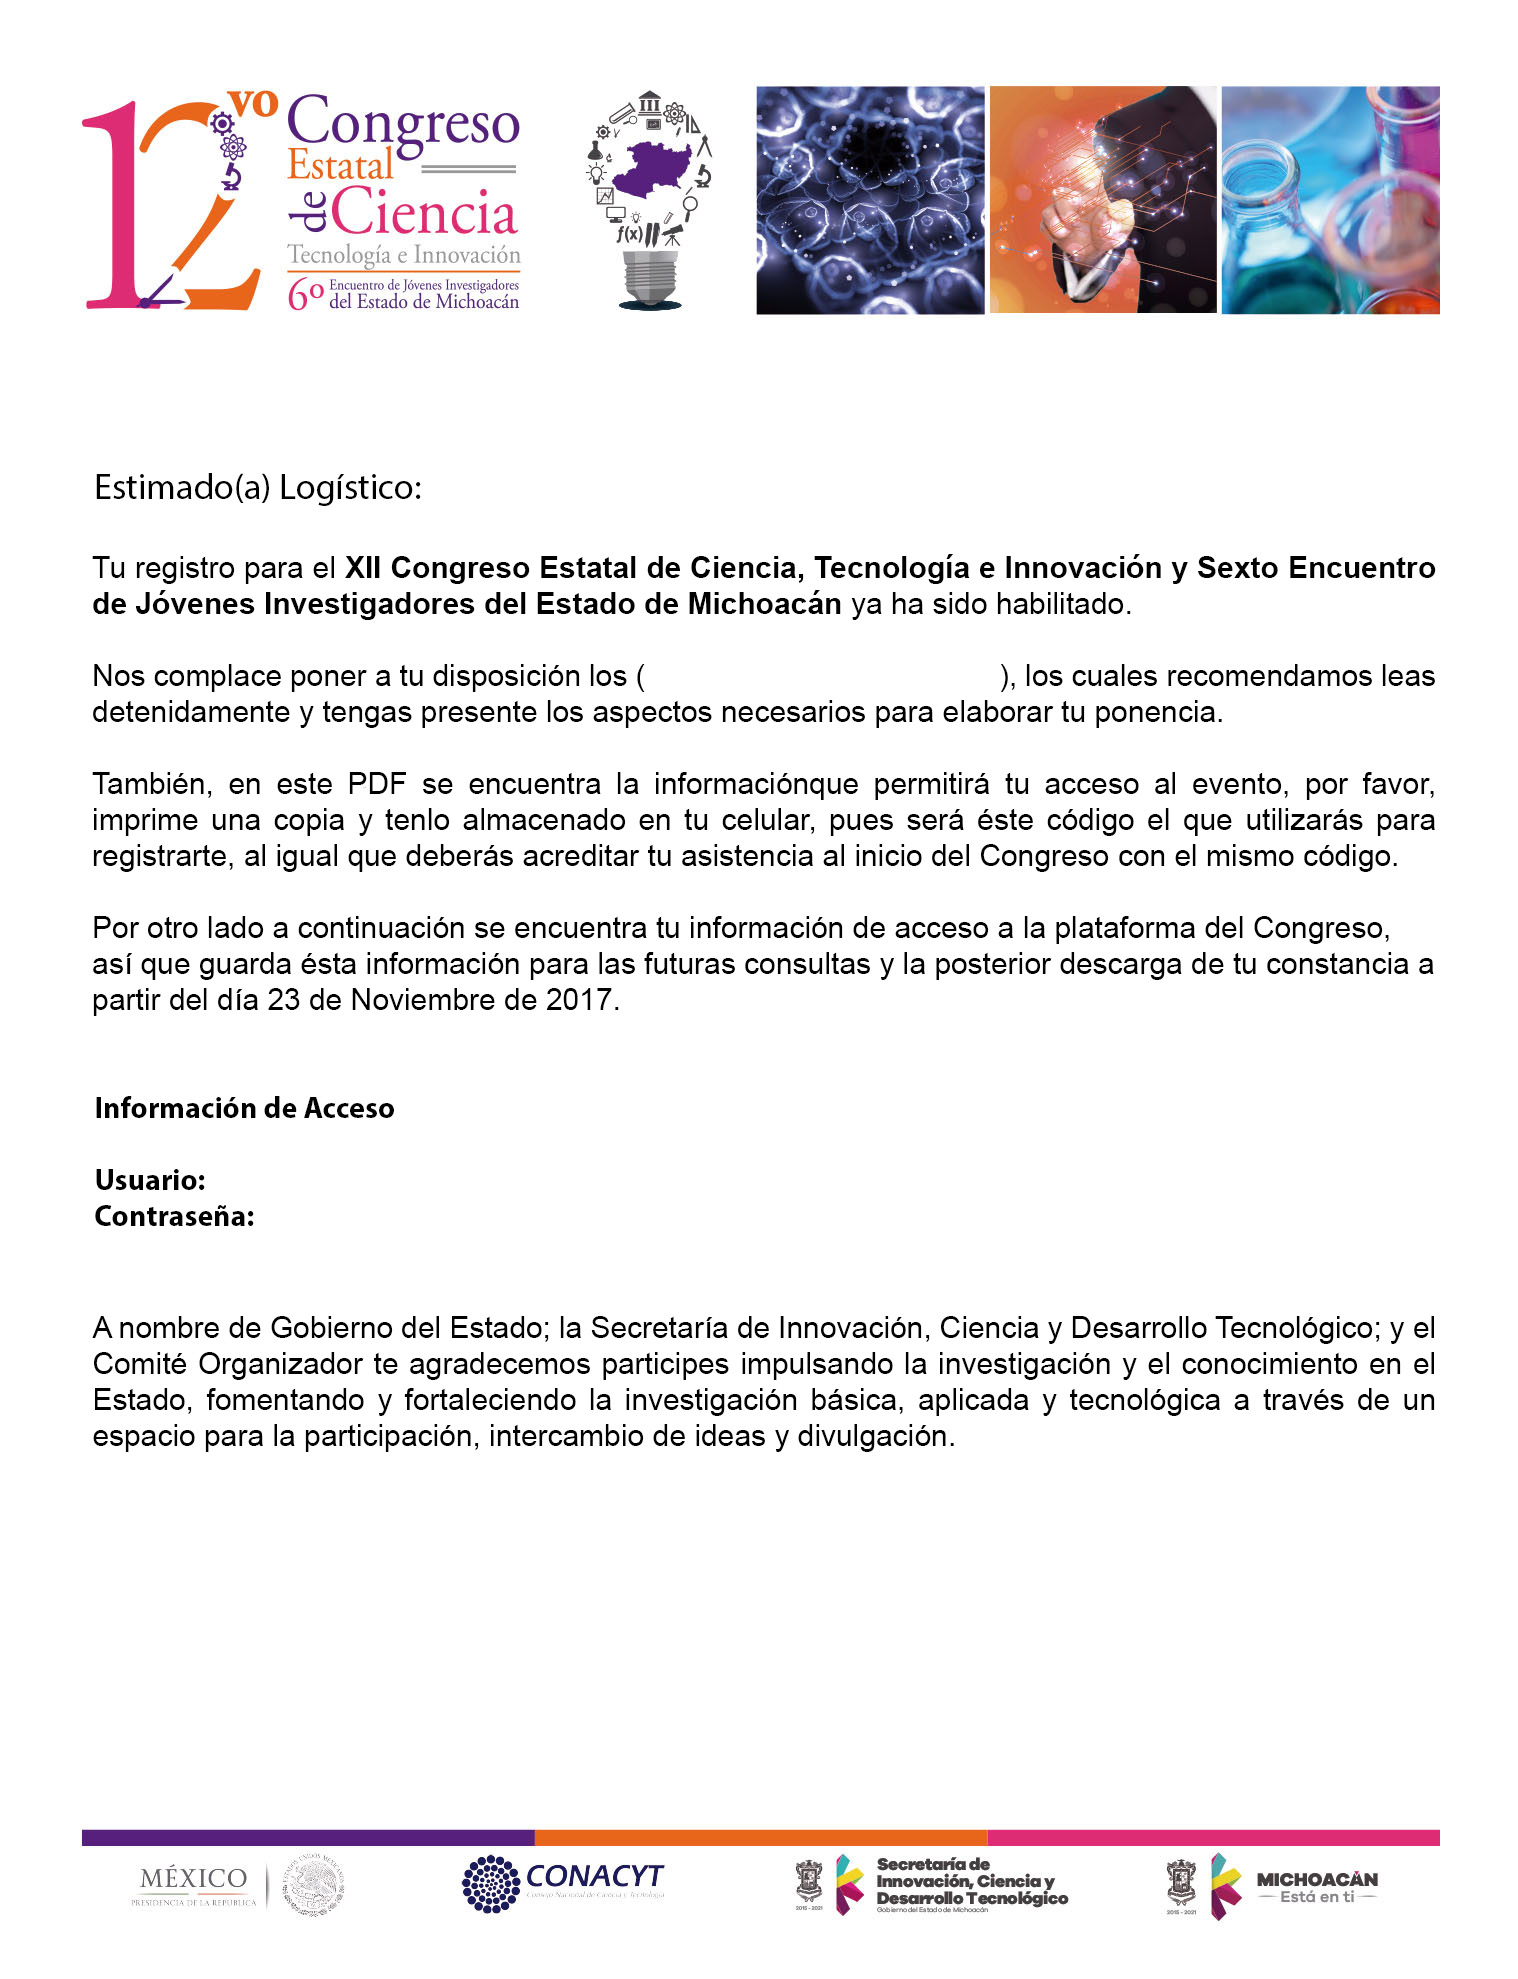 12vo Congreso
Estatal
de Ciencia
Tecnología e Innovación
6º Encuentro de Jóvenes Investigadores
del Estado de Michoacán
f(x)
Estimado(a) Logístico:
Tu registro para el XII Congreso Estatal de Ciencia, Tecnología e Innovación y Sexto Encuentro
de Jóvenes Investigadores del Estado de Michoacán ya ha sido habilitado.
Nos complace poner a tu disposición los ( ), los cuales recomendamos leas
detenidamente y tengas presente los aspectos necesarios para elaborar tu ponencia.
También, en este PDF se encuentra la informaciónque permitirá tu acceso al evento, por favor,
imprime una copia y tenlo almacenado en tu celular, pues será éste código el que utilizarás para
registrarte, al igual que deberás acreditar tu asistencia al inicio del Congreso con el mismo código.
Por otro lado a continuación se encuentra tu información de acceso a la plataforma del Congreso,
así que guarda ésta información para las futuras consultas y la posterior descarga de tu constancia a
partir del día 23 de Noviembre de 2017.
Información de Acceso
Usuario:
Contraseña:
A nombre de Gobierno del Estado; la Secretaría de Innovación, Ciencia y Desarrollo Tecnológico; y el
Comité Organizador te agradecemos participes impulsando la investigación y el conocimiento en el
Estado, fomentando y fortaleciendo la investigación básica, aplicada y tecnológica a través de un
espacio para la participación, intercambio de ideas y divulgación.
MÉXICO
PRESIDENCIA DE LA REPÚBLICA
ESTADOS UNIDOS MEXICANOS
CONACYT
Consejo Nacional de Ciencia y Tecnología
2015 - 2021
Secretaría de
Innovación, Ciencia y
Desarrollo Tecnológico
Gobierno del Estado de Michoacán
2015 - 2021
MICHOACÁN
Está en ti